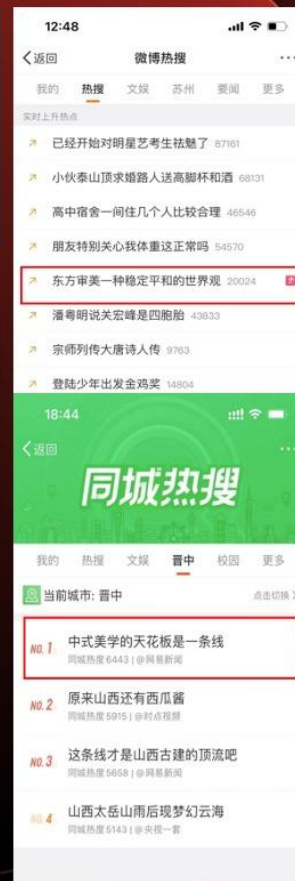 12:48
返回 微博热搜
我的 热搜 文娱 苏州 要闻 更多
实时上升热点
已经开始对明星艺考生祛魅了 87161
小伙泰山顶求婚路人送高脚杯和酒 68131
高中宿舍一间住几个人比较合理 46546
朋友特别关心我体重这正常吗 54570
东方审美一种稳定平和的世界观 20024
潘粤明说关宏峰是四胞胎 43833
宗师列传大唐诗人传 9763
登陆少年出发金鸡奖 14804
18:44
返回
同城热搜
我的 热搜 文娱 晋中 校园 更多
当前城市: 晋中 点击切换
NO. 1 中式美学的天花板是一条线
同城热度 6443 | @网易新闻
NO. 2 原来山西还有西瓜酱
同城热度 5915 | @时点视频
NO. 3 这条线才是山西古建的顶流吧
同城热度 5658 | @网易新闻
NO. 4 山西太岳山雨后现梦幻云海
同城热度 5143 | @央视一套